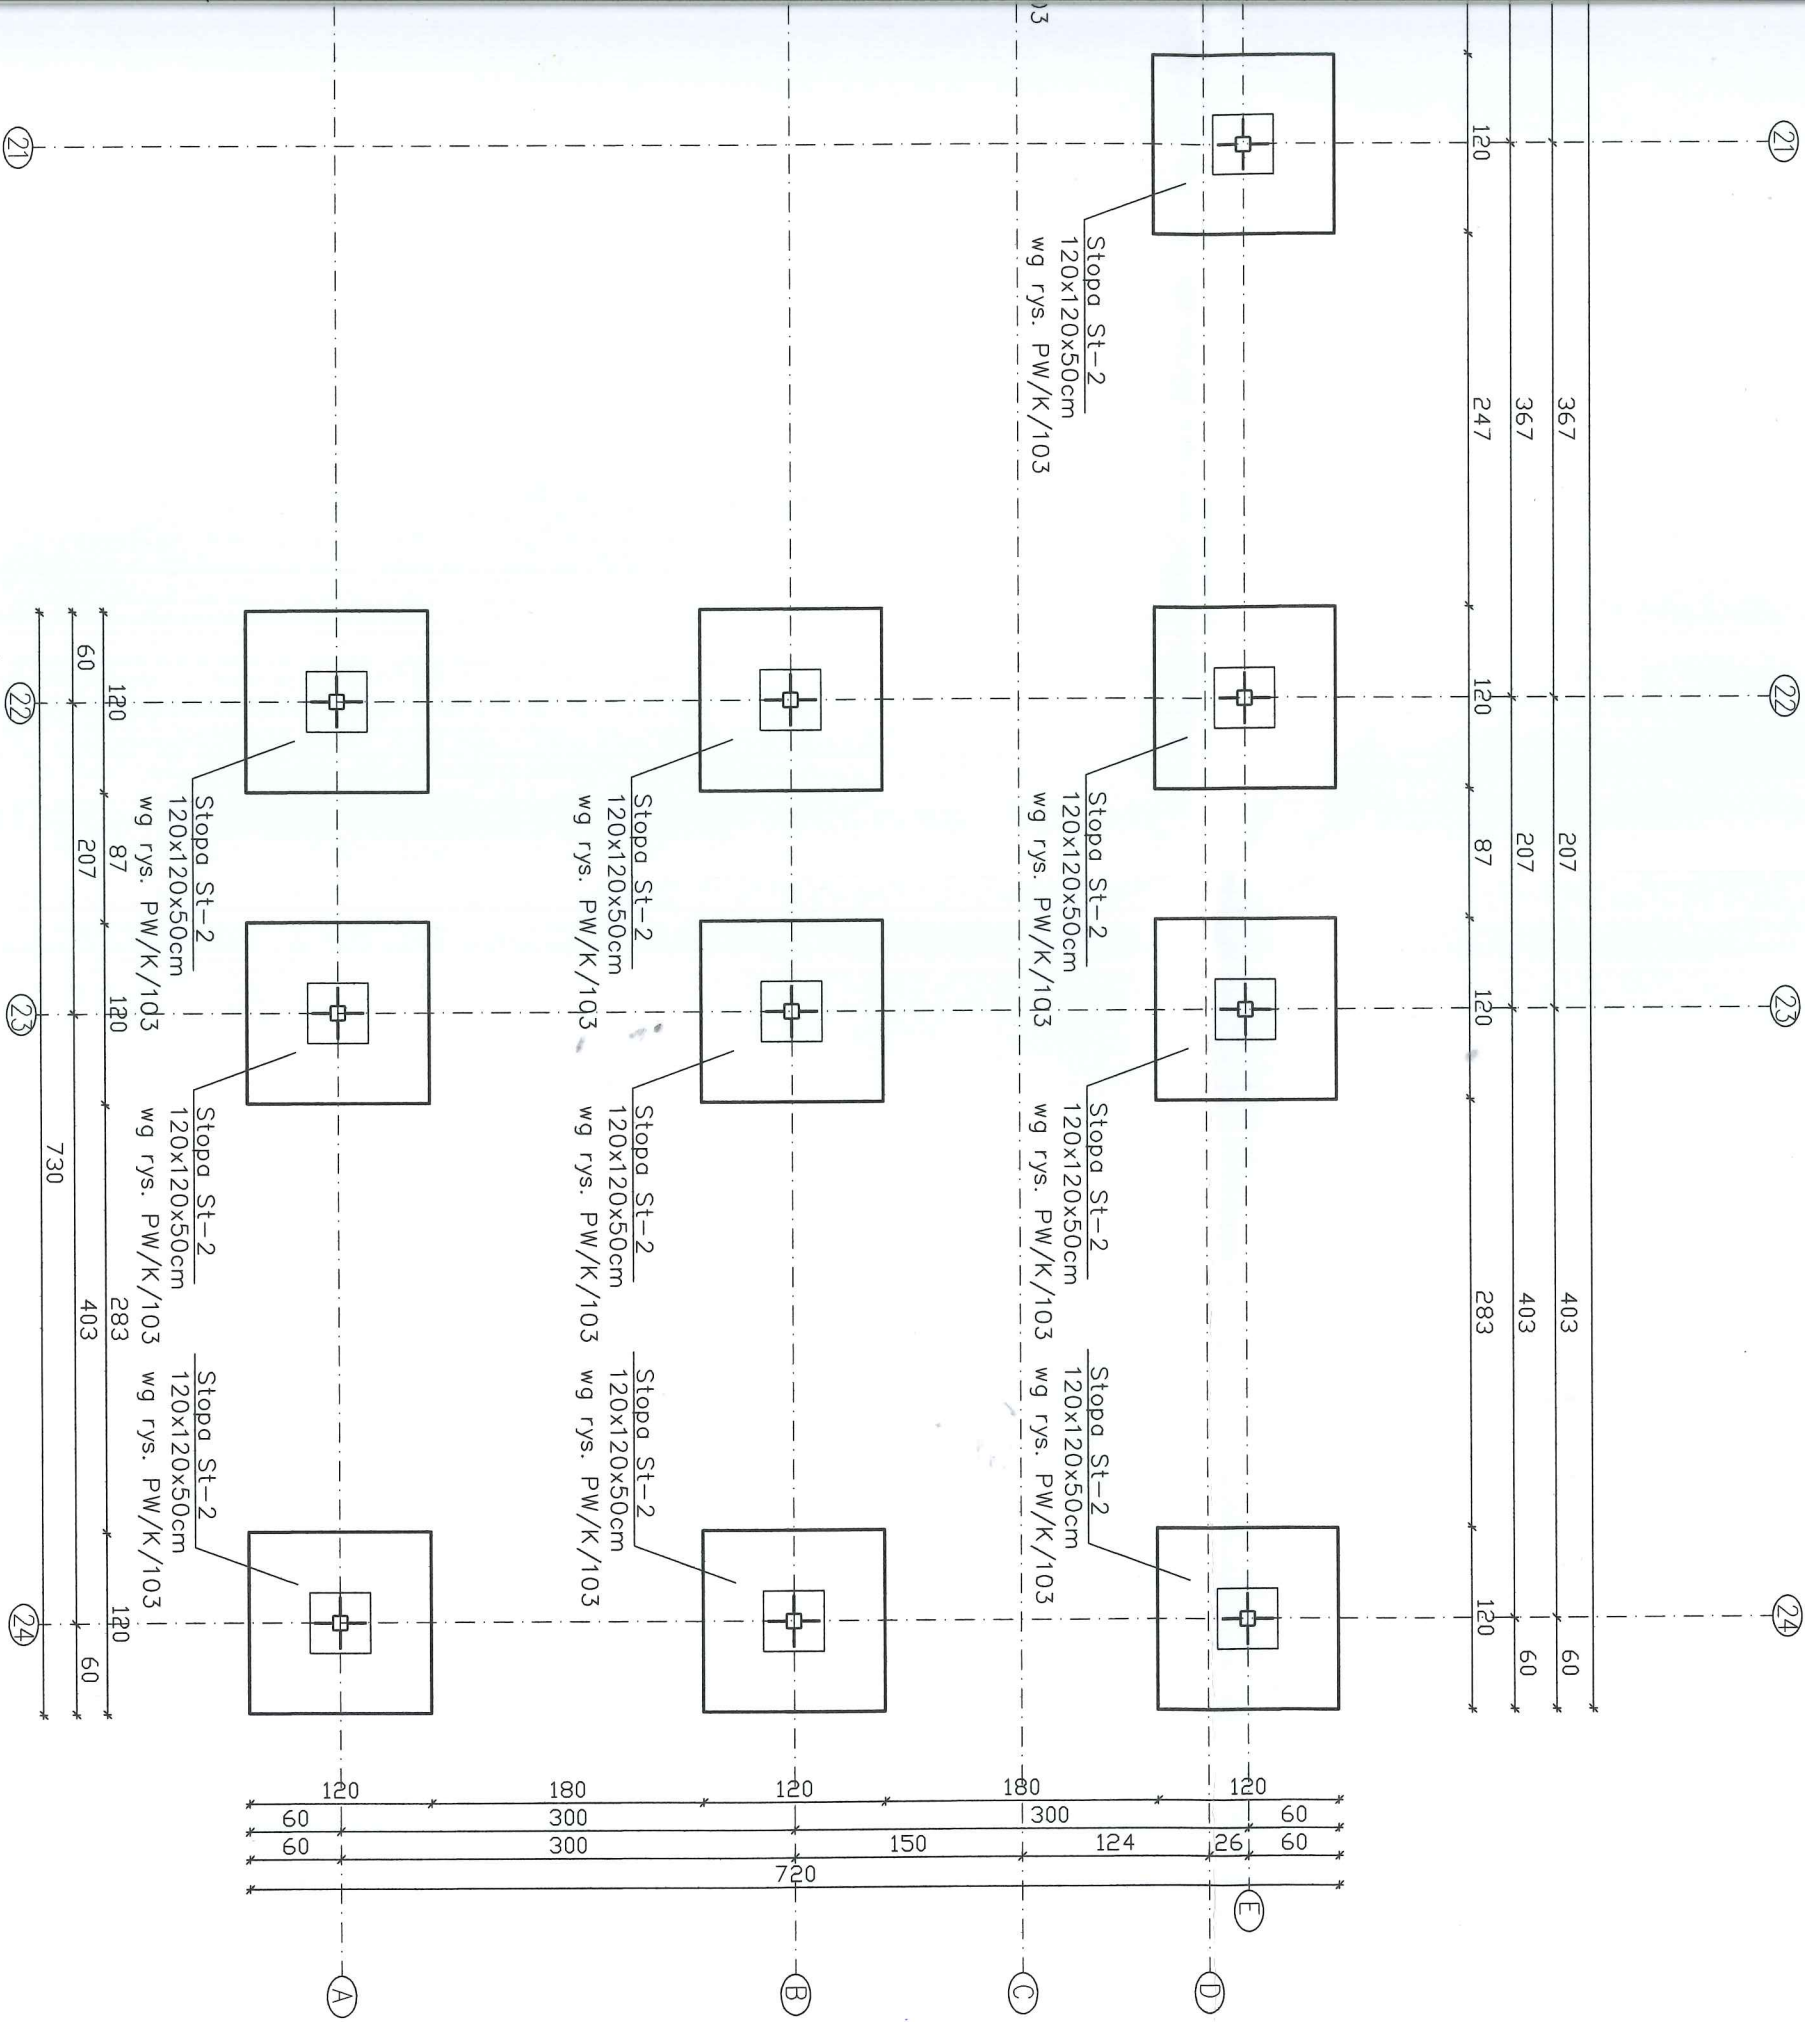 03
21
21
22
22
23
23
24
24
Stopa St-2
120x120x50cm
wg rys. PW/K/103
Stopa St-2
120x120x50cm
wg rys. PW/K/103
Stopa St-2
120x120x50cm
wg rys. PW/K/103
Stopa St-2
120x120x50cm
wg rys. PW/K/103
Stopa St-2
120x120x50cm
wg rys. PW/K/103
Stopa St-2
120x120x50cm
wg rys. PW/K/103
Stopa St-2
120x120x50cm
wg rys. PW/K/103
Stopa St-2
120x120x50cm
wg rys. PW/K/103
Stopa St-2
120x120x50cm
wg rys. PW/K/103
Stopa St-2
120x120x50cm
wg rys. PW/K/103
367 207 403 60
367 207 403 60
120 247 120 87 120 283 120
120 87 120 283 120
60 207 403 60
730
120 180 120 180 120
60 300 300 60
60 300 150 124 26 60
720
E
A B C D